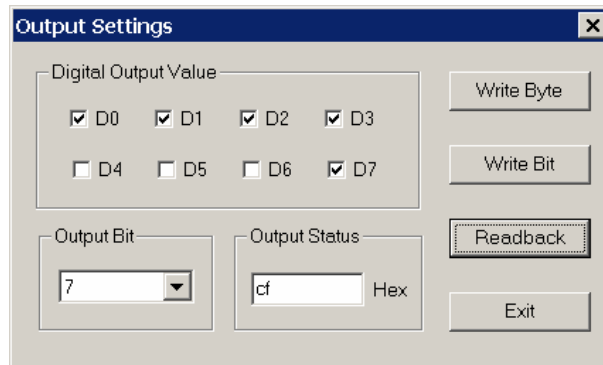 Output Settings
Digital Output Value
D0 D1 D2 D3
D4 D5 D6 D7
Write Byte
Write Bit
Output Bit
7
Output Status
cf Hex
Readback
Exit